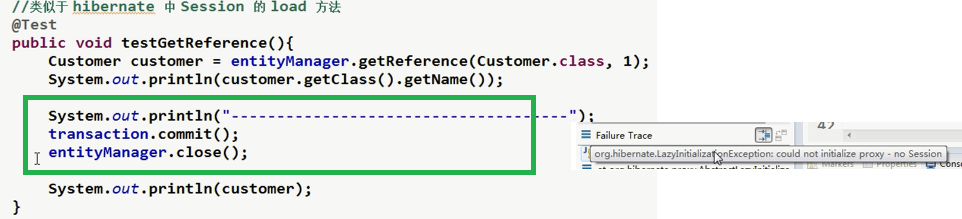 //类似于 hibernate 中 Session 的 load 方法
@Test
public void testGetReference(){
Customer customer = entityManager.getReference(Customer.class, 1);
System.out.println(customer.getClass().getName());
System.out.println("-------------------------------------");
transaction.commit();
entityManager.close();
System.out.println(customer);
}
Failure Trace
org.hibernate.LazyInitializationException: could not initialize proxy - no Session
Markers
Properties